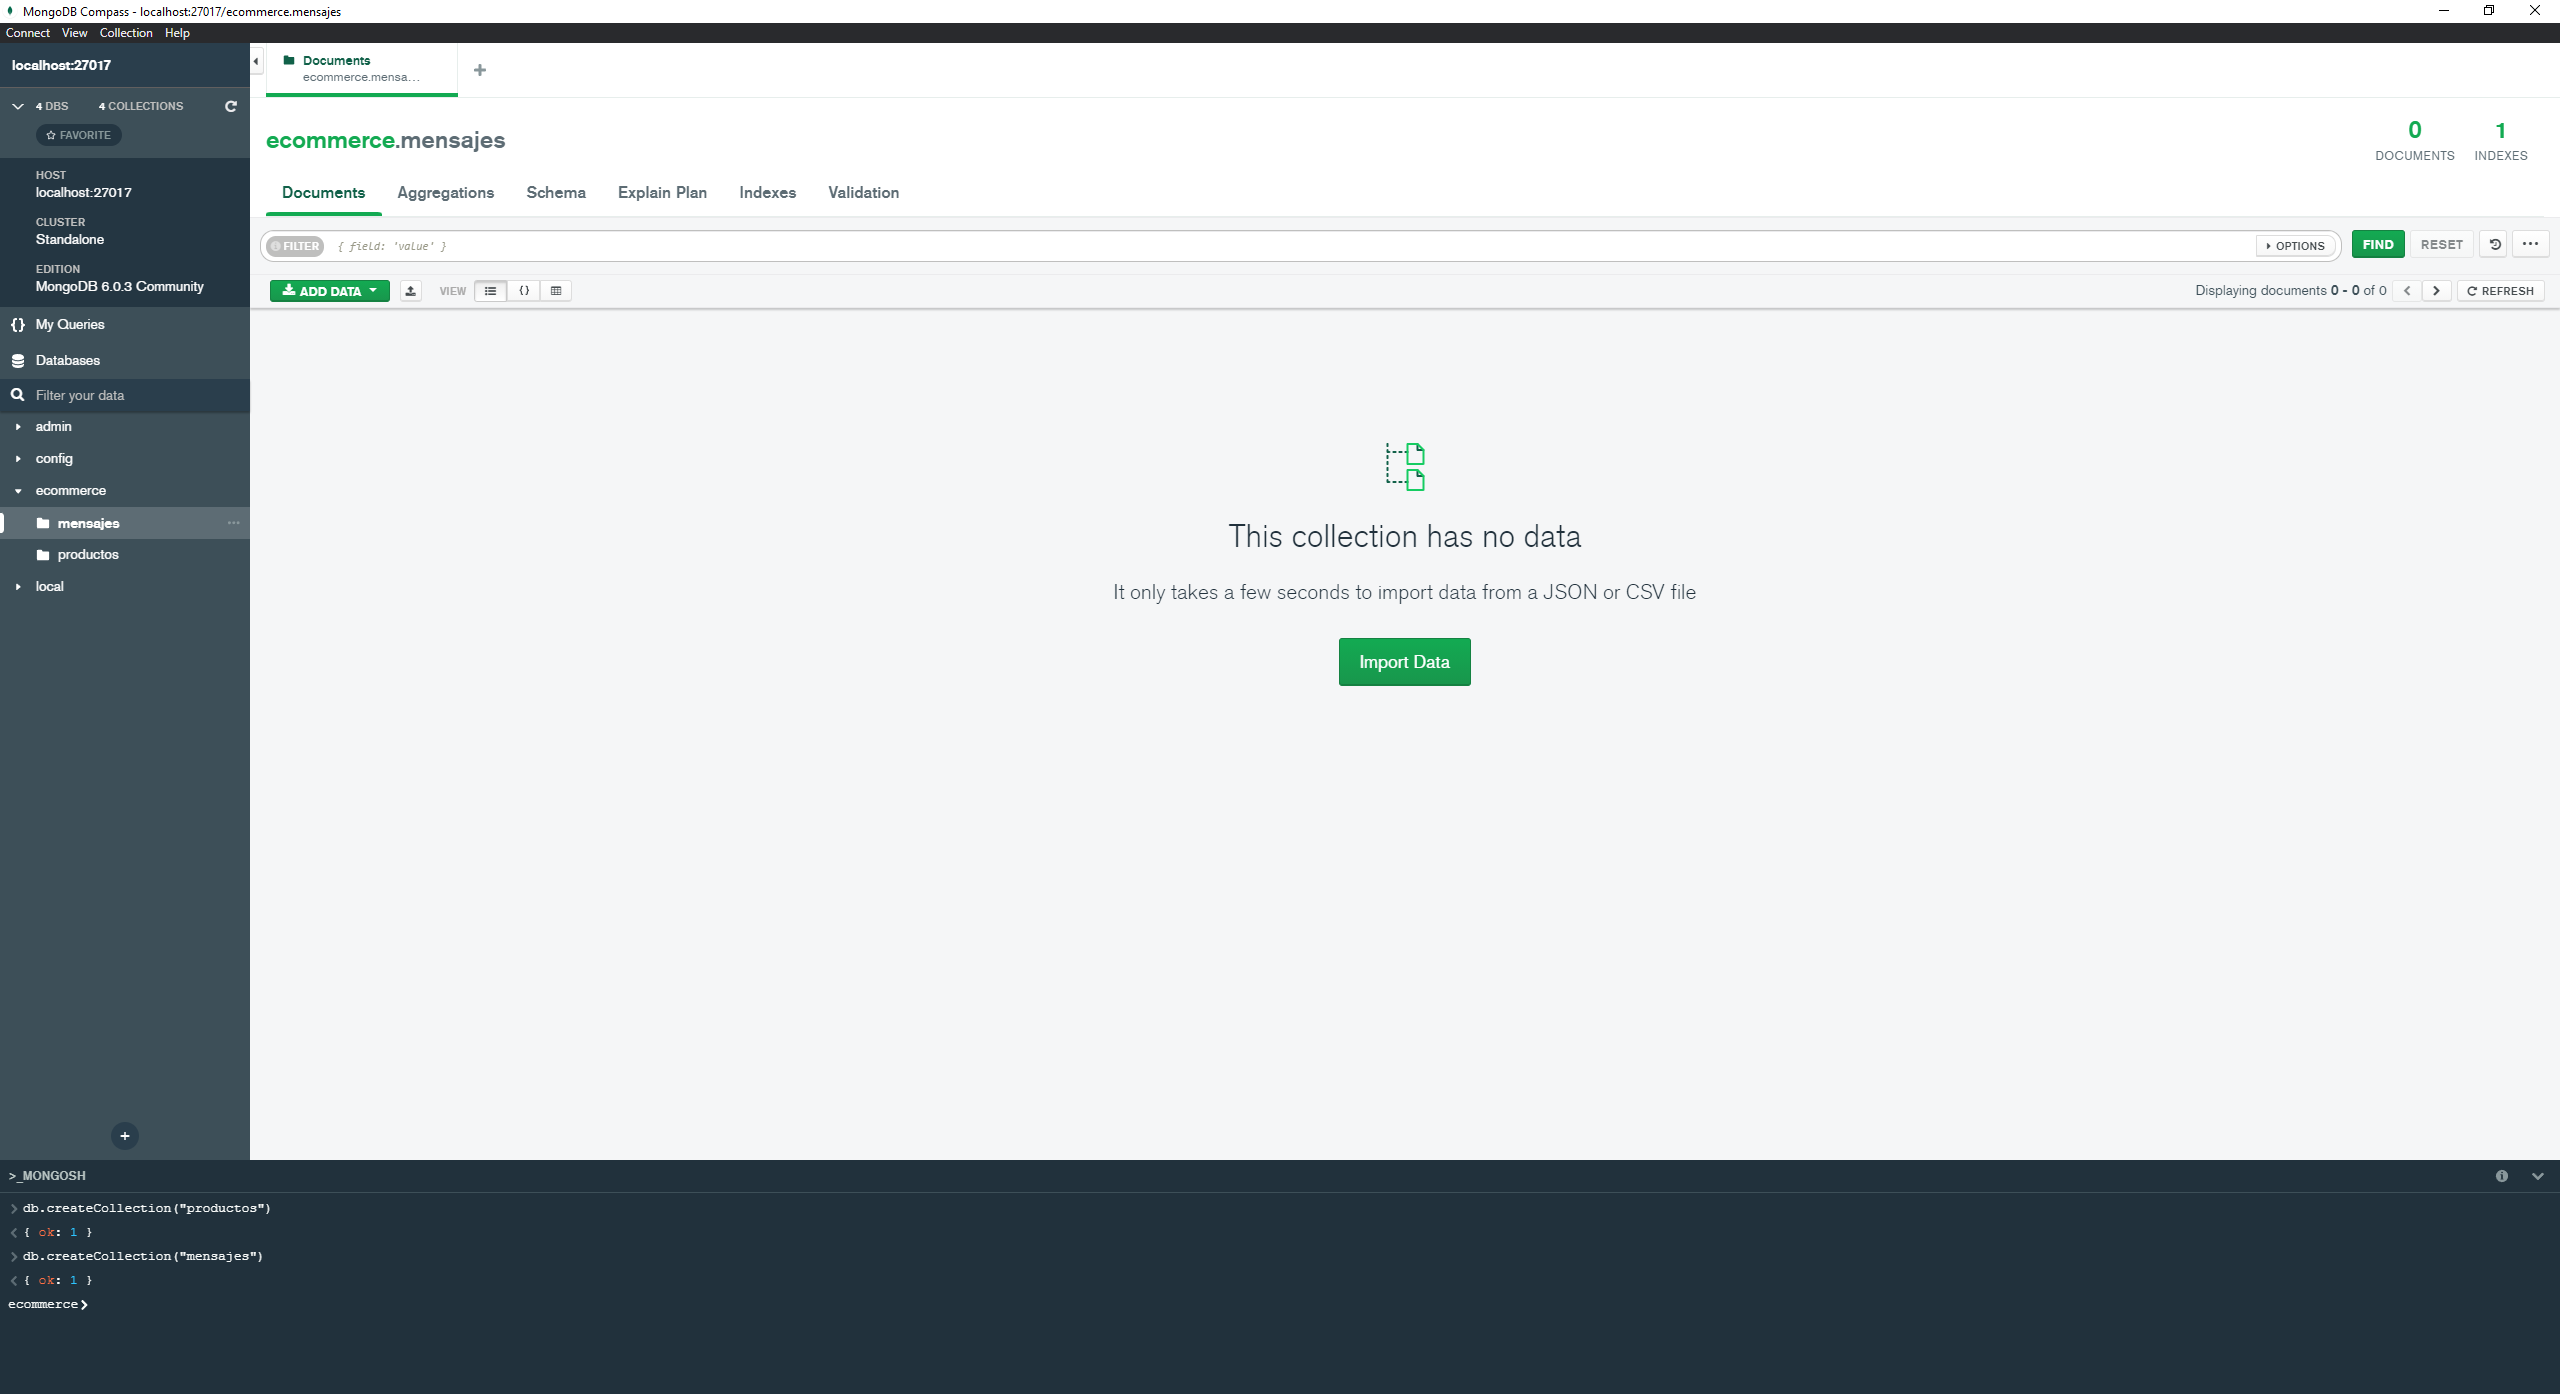 MongoDB Compass - localhost:27017/ecommerce.mensajes
Connect View Collection Help
localhost:27017
4 DBS 4 COLLECTIONS
FAVORITE
HOST
localhost:27017
CLUSTER
Standalone
EDITION
MongoDB 6.0.3 Community
{} My Queries
Databases
Filter your data
admin
config
ecommerce
mensajes ...
productos
local
+
Documents
ecommerce.mensa...
+
ecommerce.mensajes
0 DOCUMENTS
1 INDEXES
Documents Aggregations Schema Explain Plan Indexes Validation
FILTER { field: 'value' } OPTIONS FIND RESET ...
ADD DATA VIEW {} Displaying documents 0 - 0 of 0 < > REFRESH
This collection has no data
It only takes a few seconds to import data from a JSON or CSV file
Import Data
>_MONGOSH
> db.createCollection("productos")
< { ok: 1 }
> db.createCollection("mensajes")
< { ok: 1 }
ecommerce>